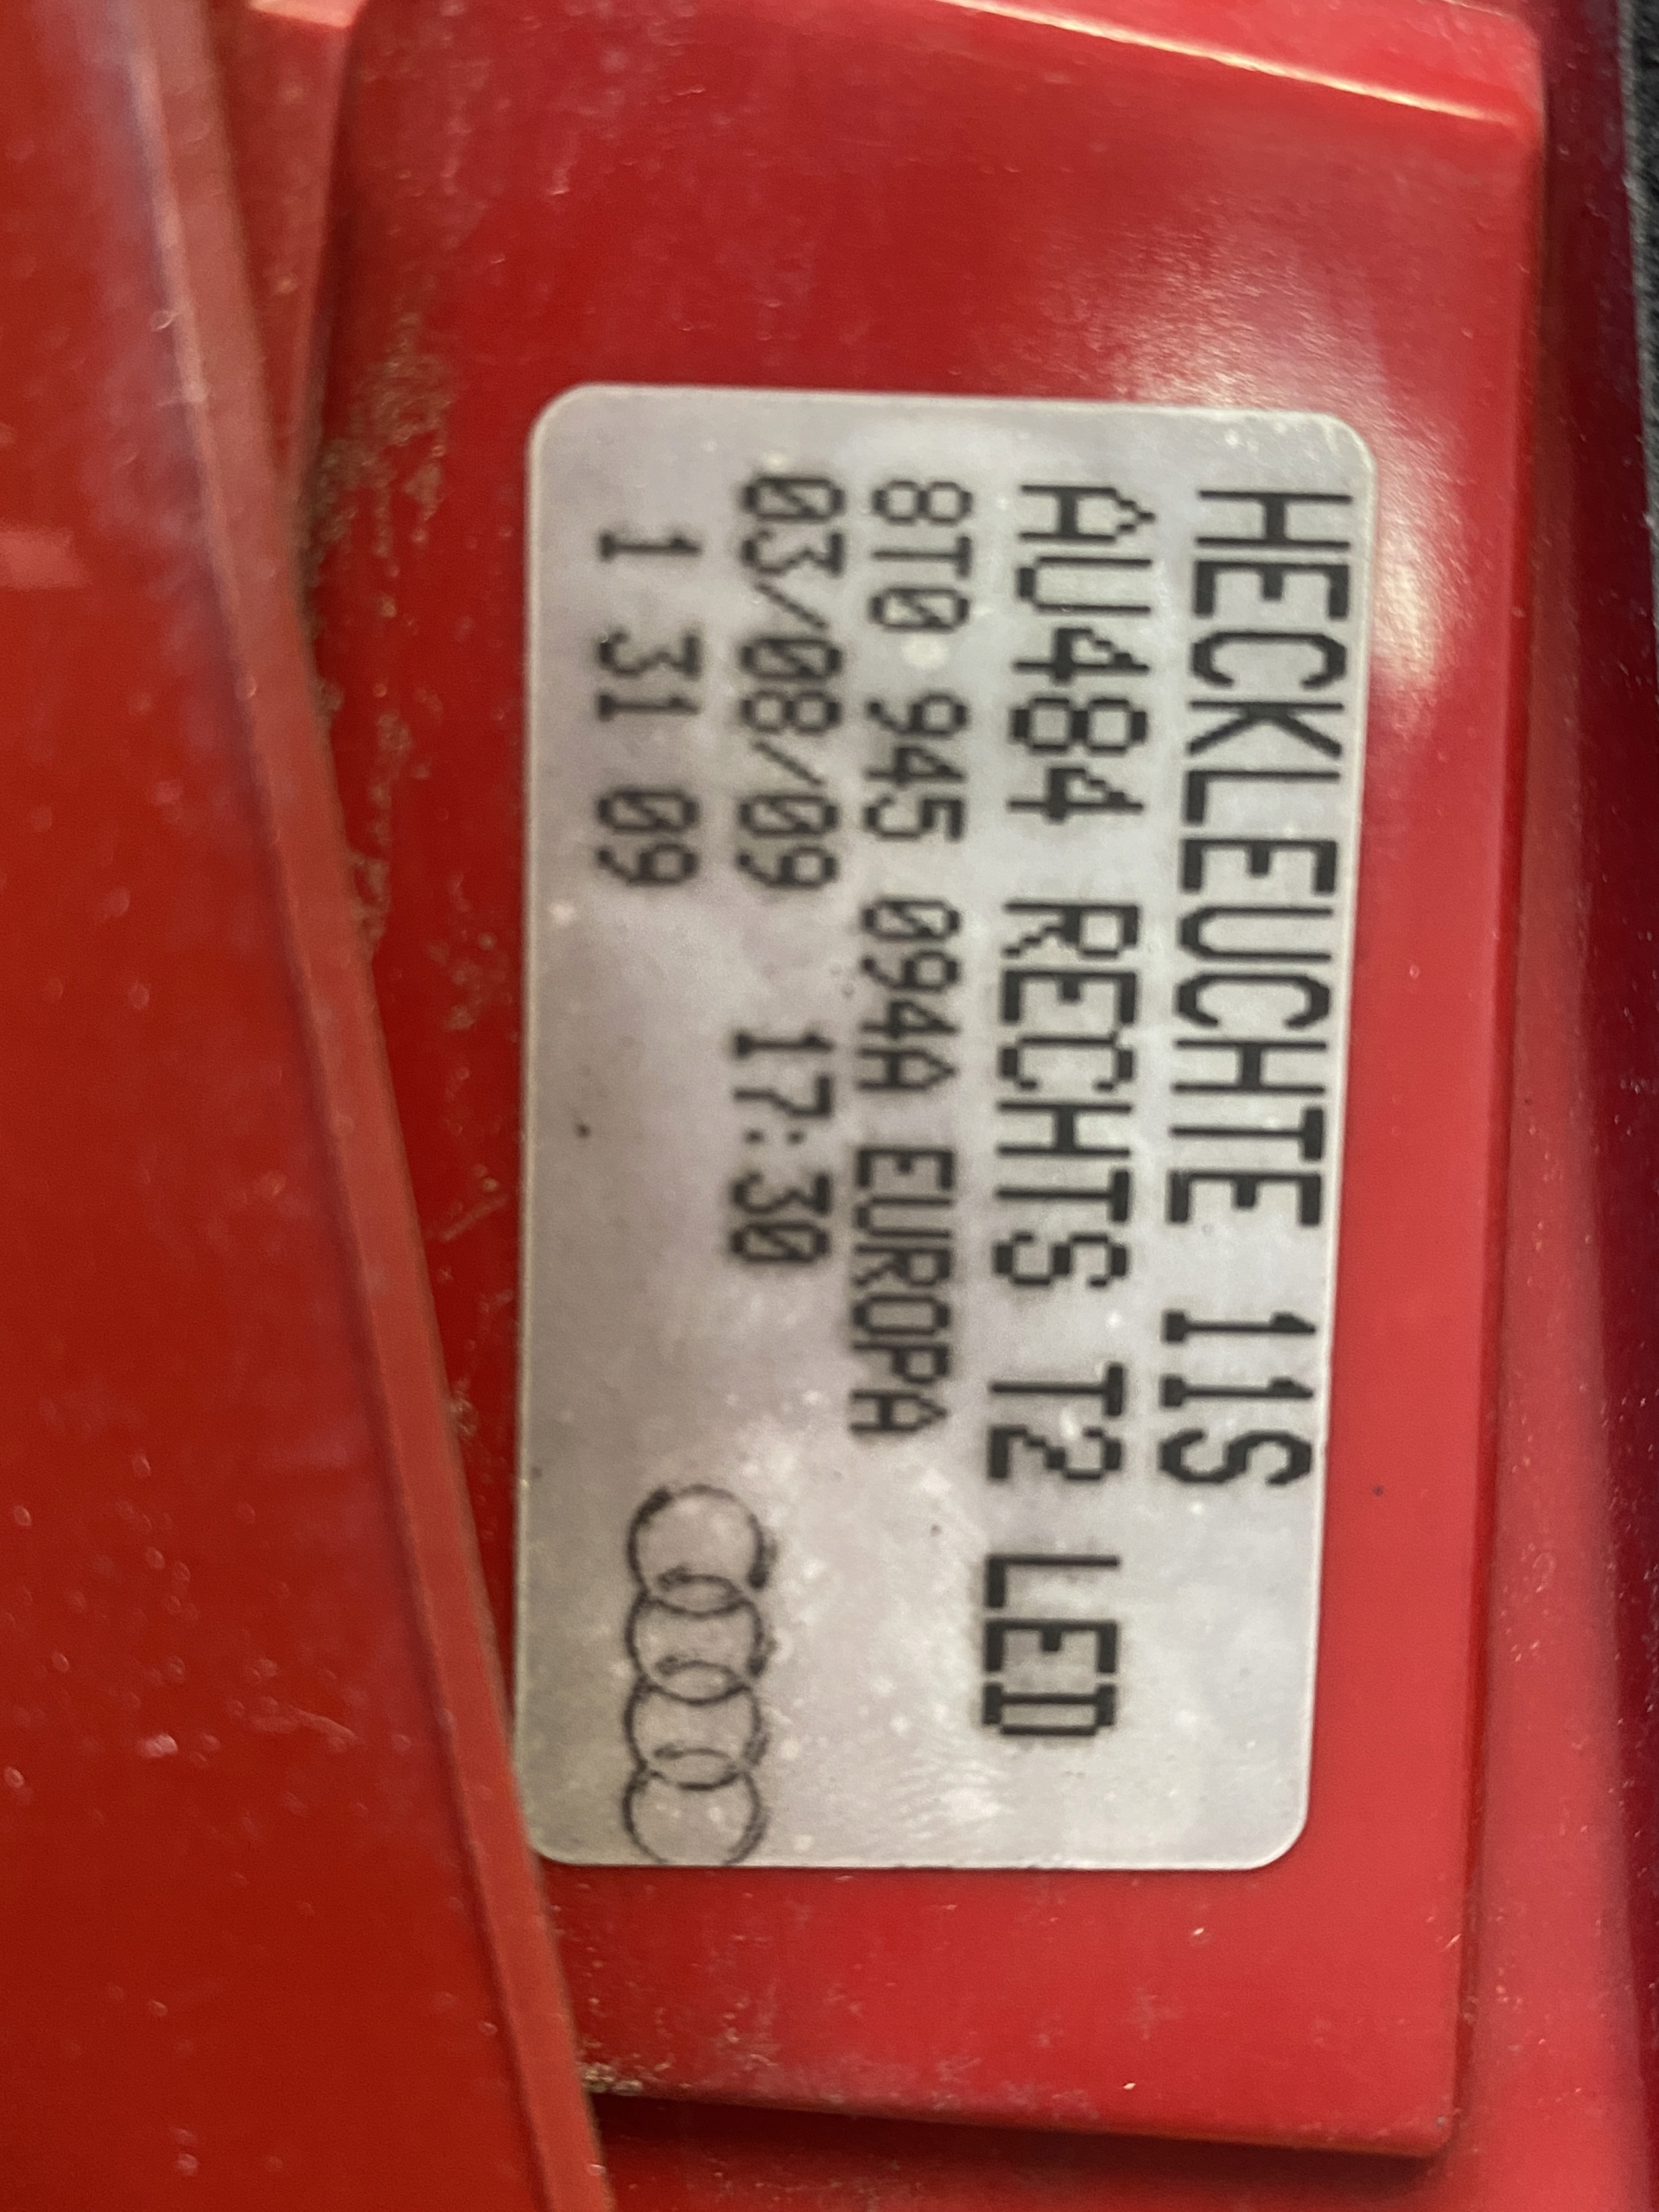 HECKLEUCHTE 11S
AU484 RECHTS T2 LED
8T0 945 094A EUROPA
03/08/09 17:30
1 31 09